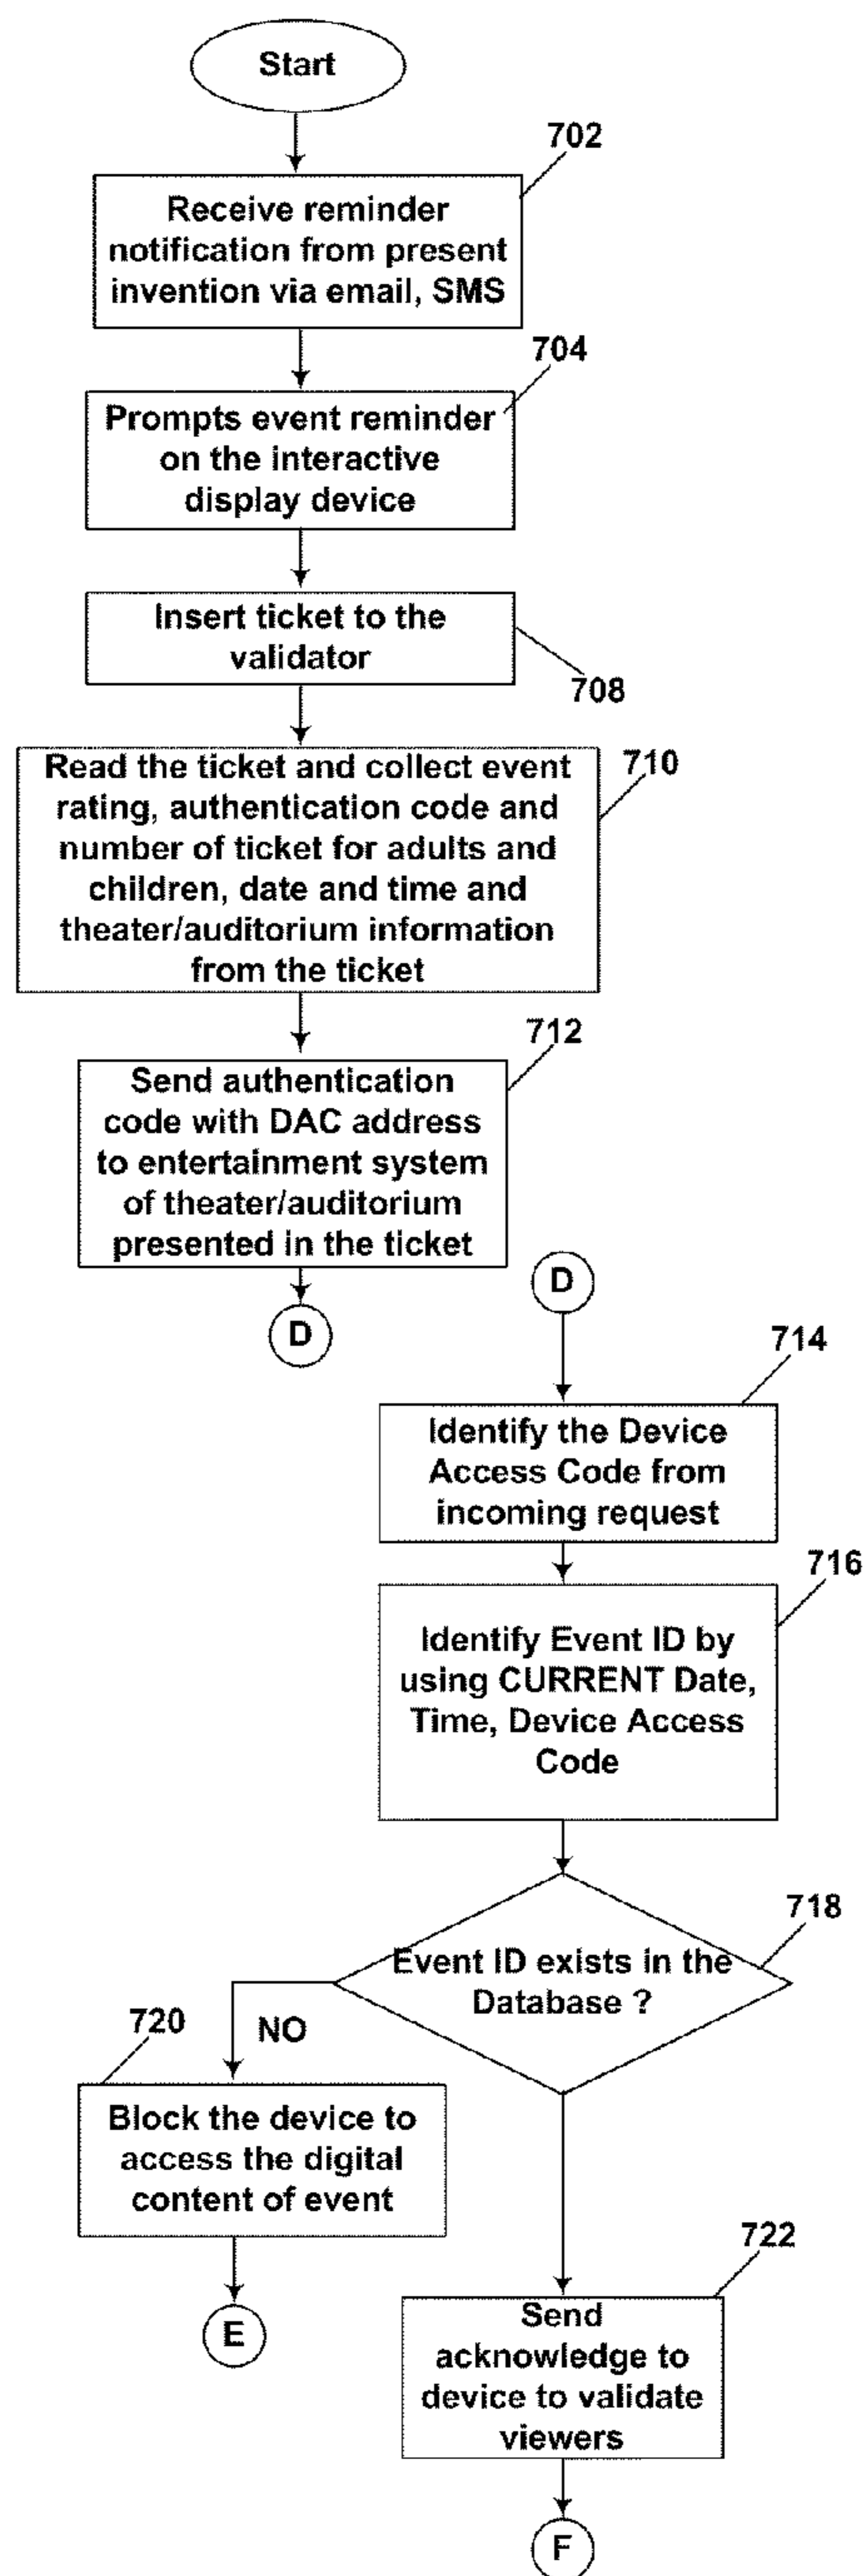 Start
702
Receive reminder
notification from present
invention via email, SMS
704
Prompts event reminder
on the interactive
display device
Insert ticket to the
validator
708
Read the ticket and collect event
rating, authentication code and
number of ticket for adults and
children, date and time and
theater/auditorium information
from the ticket
710
712
Send authentication
code with DAC address
to entertainment system
of theater/auditorium
presented in the ticket
D
D
714
Identify the Device
Access Code from
incoming request
716
Identify Event ID by
using CURRENT Date,
Time, Device Access
Code
718
Event ID exists in the
Database ?
NO
720
Block the device to
access the digital
content of event
E
722
Send
acknowledge to
device to validate
viewers
F